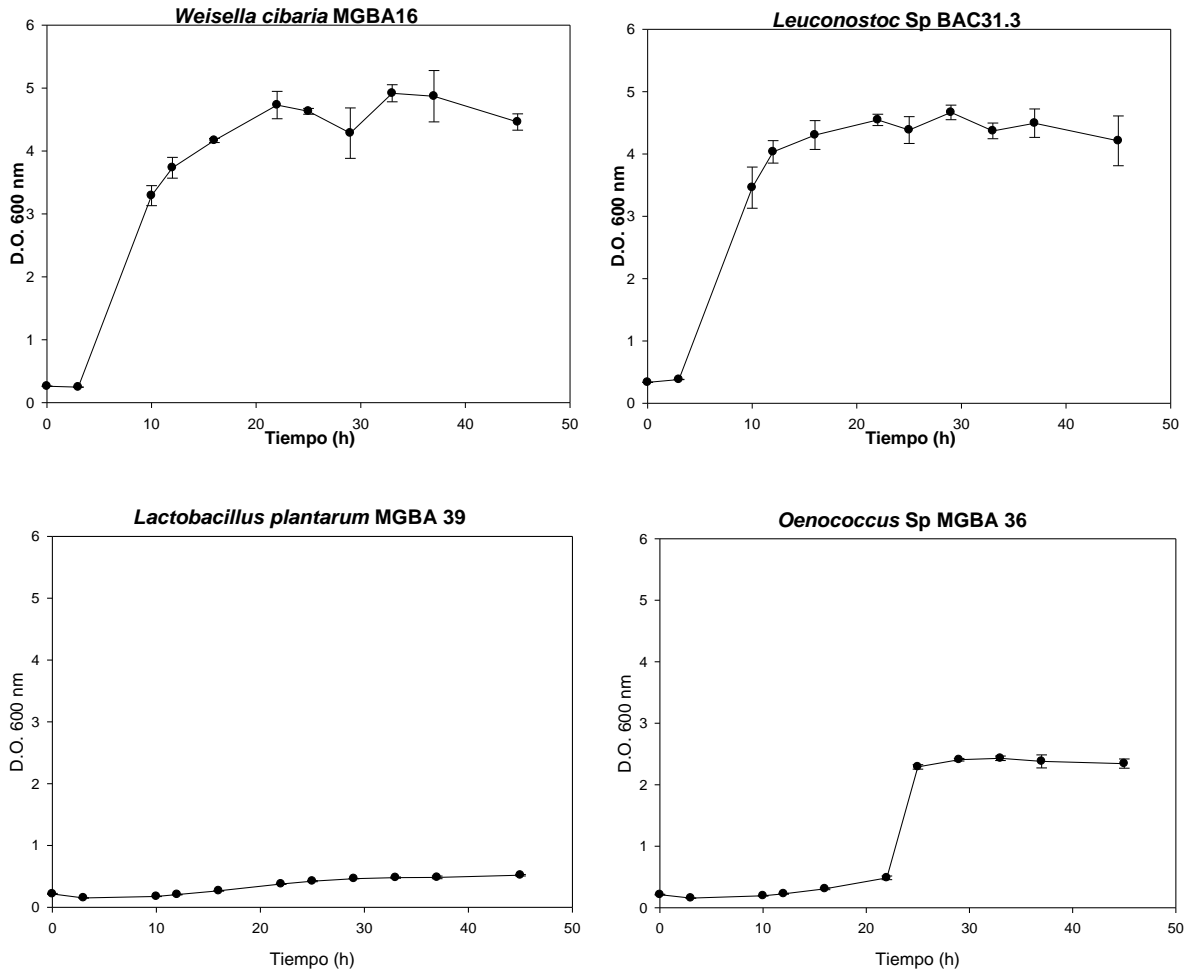 Weisella cibaria MGBA16
6
5
4
3
2
1
0
D.O. 600 nm
0 10 20 30 40 50
Tiempo (h)
Leuconostoc Sp BAC31.3
6
5
4
3
2
1
0
D.O. 600 nm
0 10 20 30 40 50
Tiempo (h)
Lactobacillus plantarum MGBA 39
6
5
4
3
2
1
0
D.O. 600 nm
0 10 20 30 40 50
Tiempo (h)
Oenococcus Sp MGBA 36
6
5
4
3
2
1
0
D.O. 600 nm
0 10 20 30 40 50
Tiempo (h)